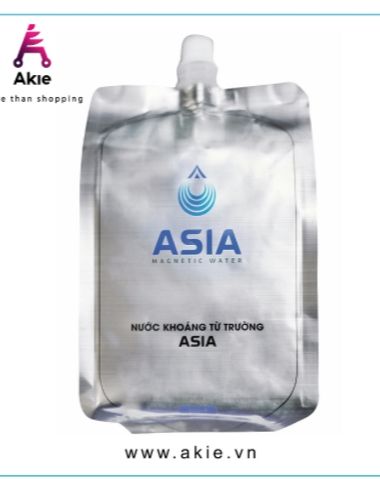 Akie
e than shopping
ASIA
MAGNETIC WATER
NƯỚC KHOÁNG TỪ TRƯỜNG
ASIA
www.akie.vn